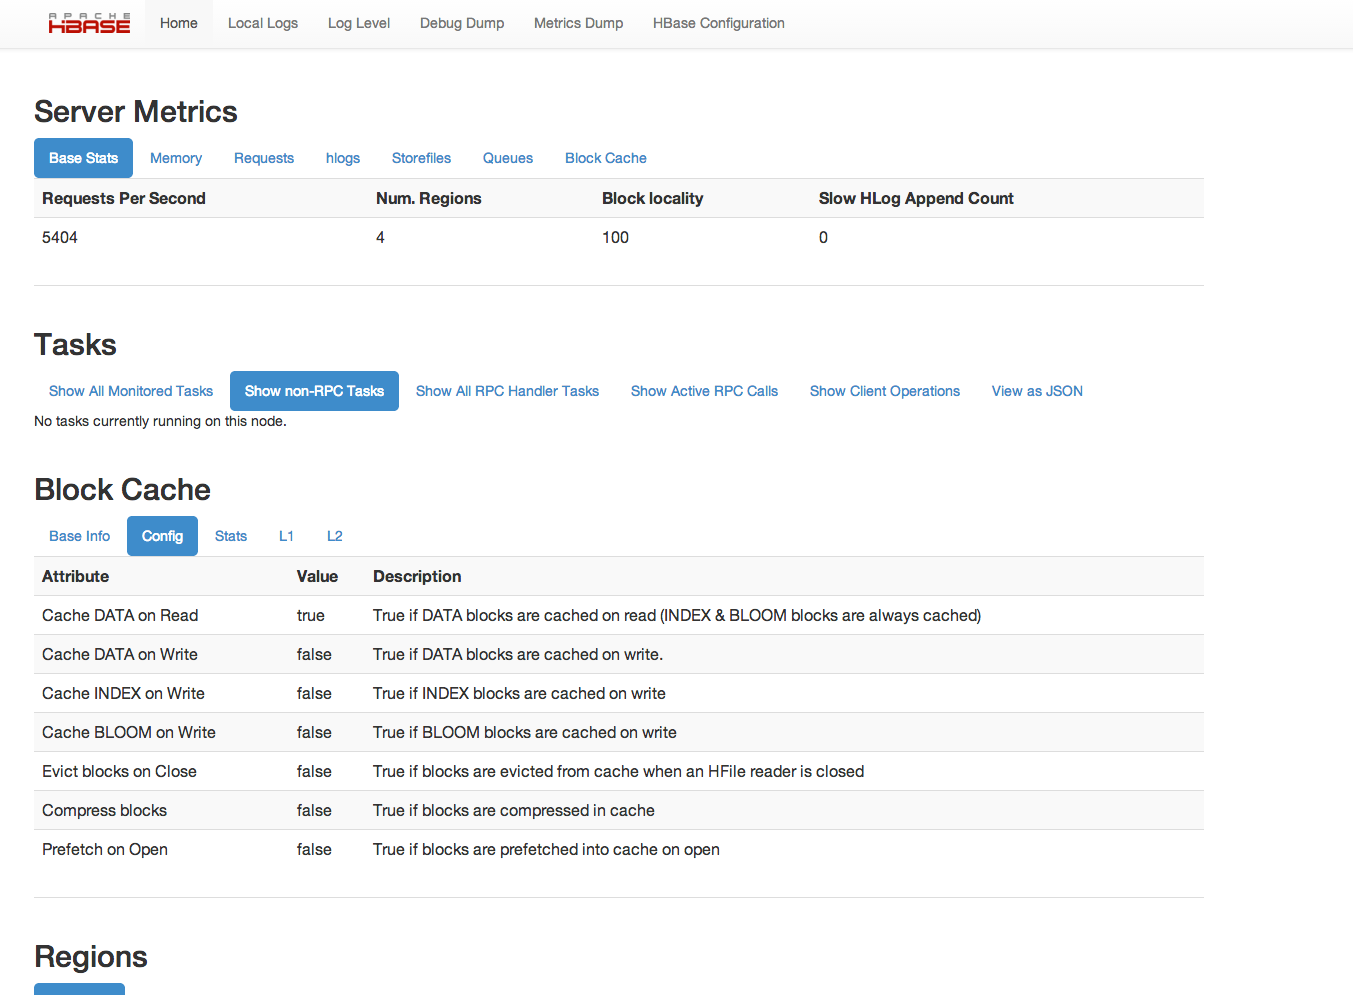 APACHE
HBASE Home Local Logs Log Level Debug Dump Metrics Dump HBase Configuration
Server Metrics
Base Stats Memory Requests hlogs Storefiles Queues Block Cache
Requests Per Second Num. Regions Block locality Slow HLog Append Count
5404 4 100 0
Tasks
Show All Monitored Tasks Show non-RPC Tasks Show All RPC Handler Tasks Show Active RPC Calls Show Client Operations View as JSON
No tasks currently running on this node.
Block Cache
Base Info Config Stats L1 L2
Attribute Value Description
Cache DATA on Read true True if DATA blocks are cached on read (INDEX & BLOOM blocks are always cached)
Cache DATA on Write false True if DATA blocks are cached on write.
Cache INDEX on Write false True if INDEX blocks are cached on write
Cache BLOOM on Write false True if BLOOM blocks are cached on write
Evict blocks on Close false True if blocks are evicted from cache when an HFile reader is closed
Compress blocks false True if blocks are compressed in cache
Prefetch on Open false True if blocks are prefetched into cache on open
Regions